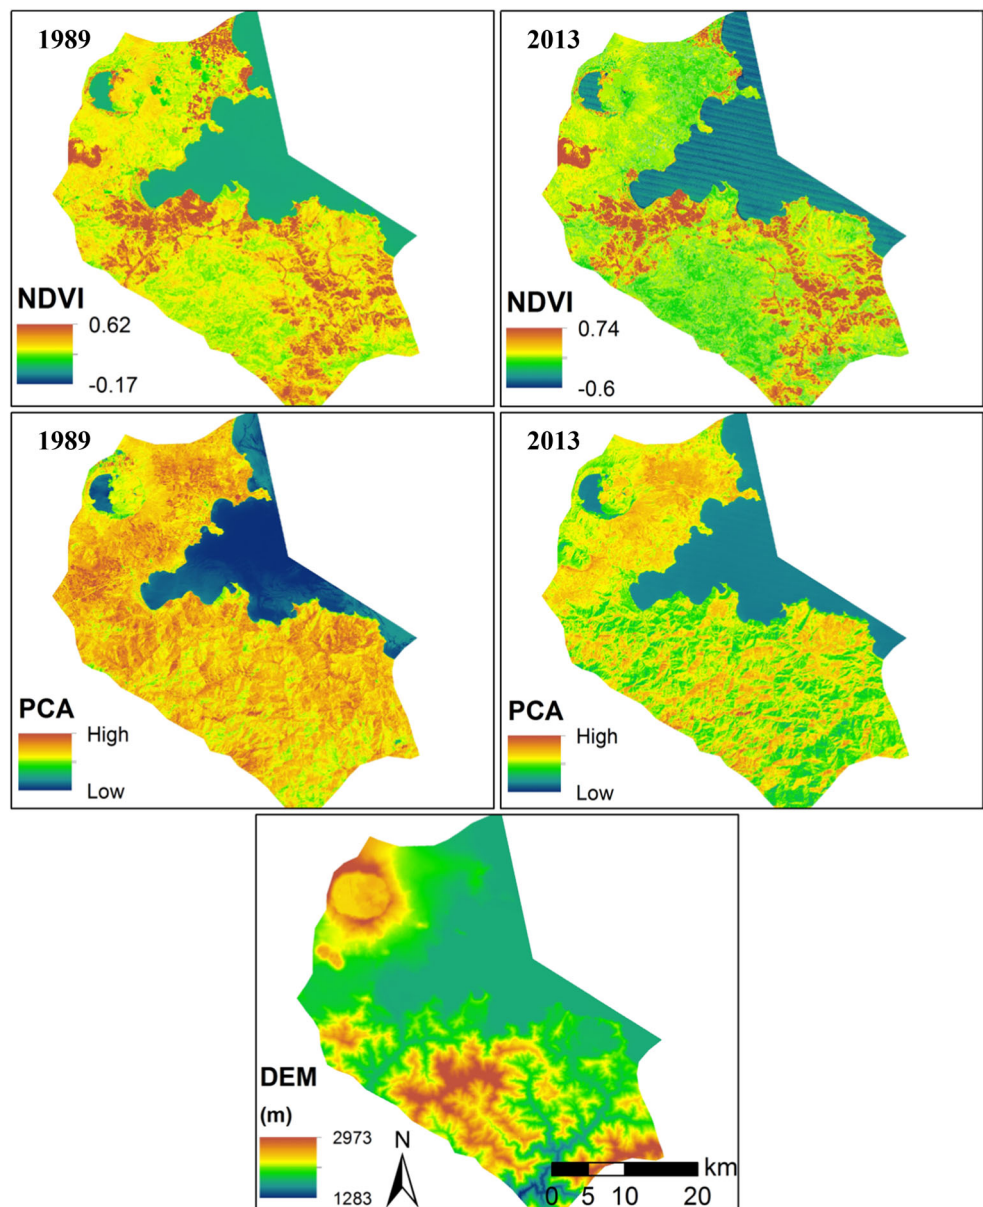 1989
NDVI
0.62
-0.17
2013
NDVI
0.74
-0.6
1989
PCA
High
Low
2013
PCA
High
Low
DEM
(m)
2973
1283
N
km
0 5 10 20